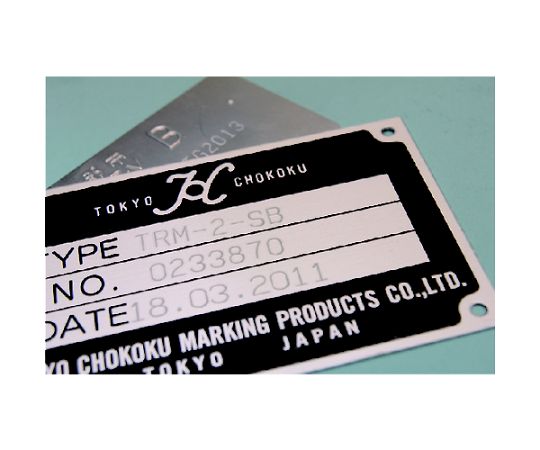 B
TOKYO CHOKOKU
TYPE TRM-2-SB
NO. 0233870
DATE 18.03.2011
YO CHOKOKU MARKING PRODUCTS CO.,LTD.
TOKYO JAPAN